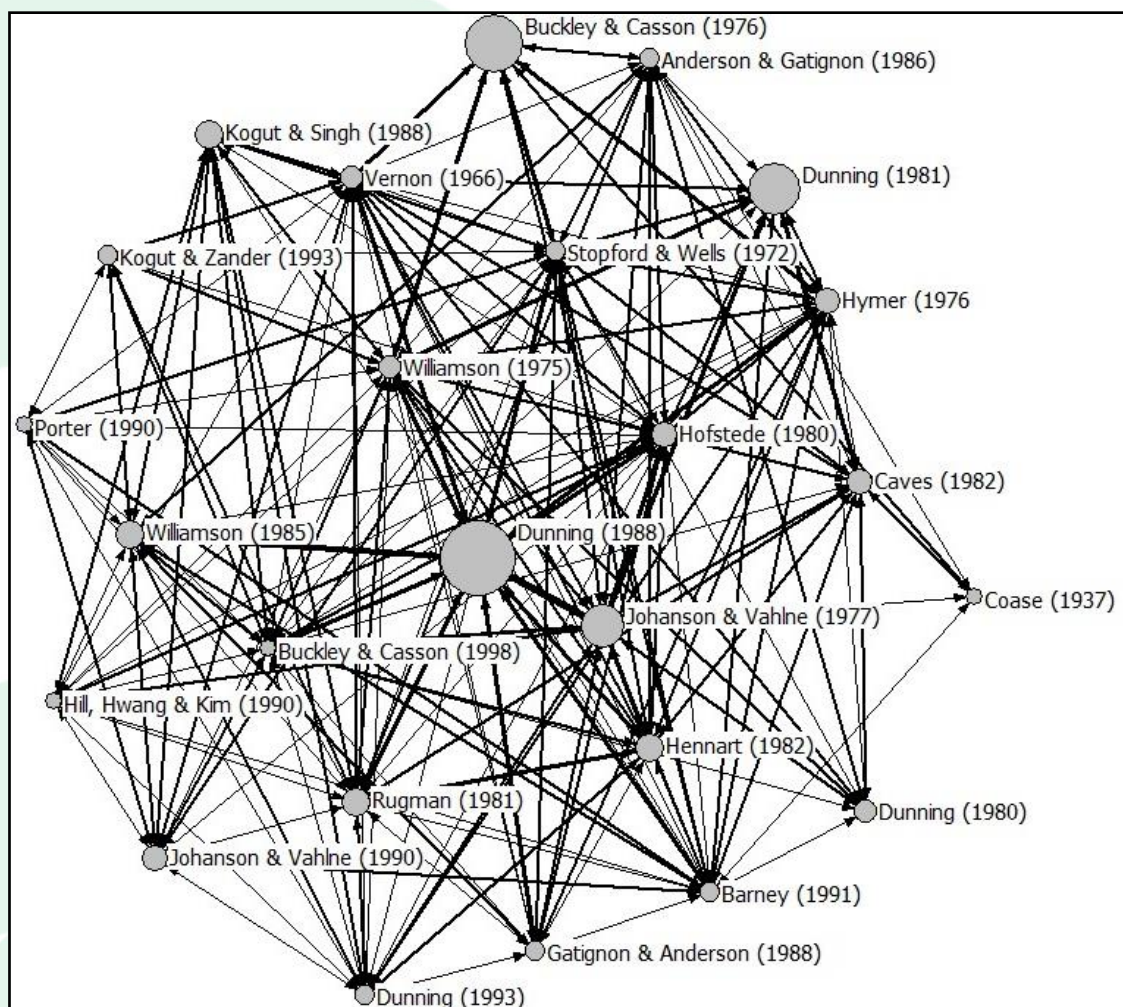 Buckley & Casson (1976)
Anderson & Gatignon (1986)
Kogut & Singh (1988)
Vernon (1966)
Dunning (1981)
Kogut & Zander (1993)
Stopford & Wells (1972)
Hymer (1976
Williamson (1975)
Porter (1990)
Hofstede (1980)
Caves (1982)
Williamson (1985)
Dunning (1988)
Coase (1937)
Johanson & Vahlne (1977)
Buckley & Casson (1998)
Hill, Hwang & Kim (1990)
Hennart (1982)
Rugman (1981)
Dunning (1980)
Johanson & Vahlne (1990)
Barney (1991)
Gatignon & Anderson (1988)
Dunning (1993)